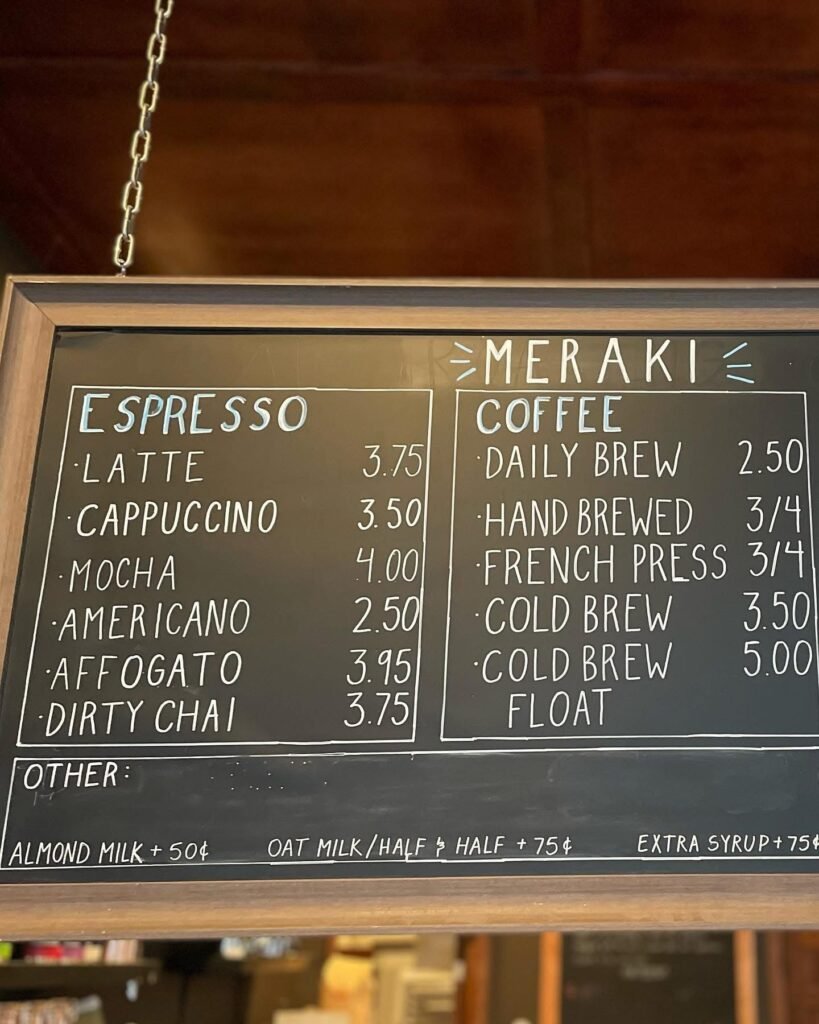 MERAKI
ESPRESSO
·LATTE 3.75
·CAPPUCCINO 3.50
·MOCHA 4.00
·AMERICANO 2.50
·AFFOGATO 3.95
·DIRTY CHAI 3.75
COFFEE
·DAILY BREW 2.50
·HAND BREWED 3/4
·FRENCH PRESS 3/4
·COLD BREW 3.50
·COLD BREW 5.00
FLOAT
OTHER:
ALMOND MILK + 50¢ OAT MILK/HALF & HALF + 75¢ EXTRA SYRUP + 75¢